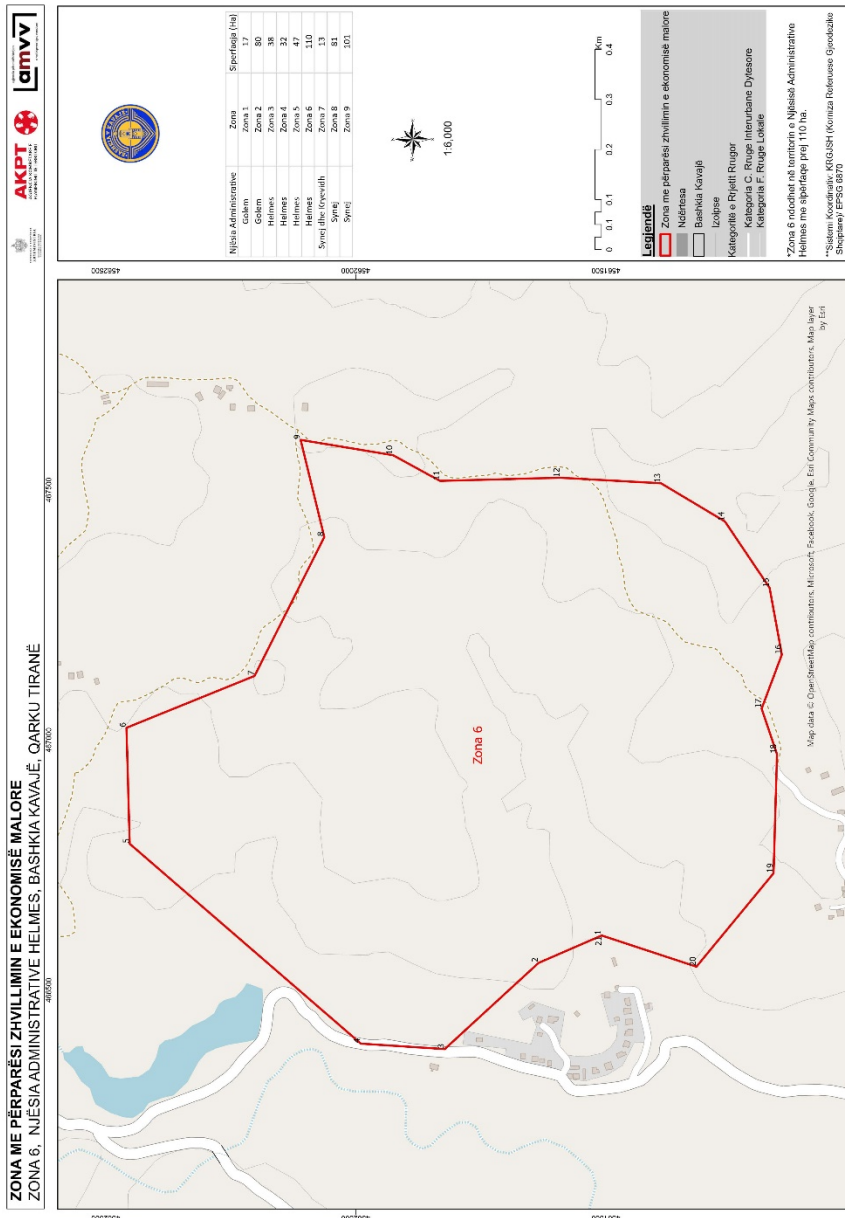 ZONA ME PËRPARËSI ZHVILLIMIN E EKONOMISË MALORE
ZONA 6, NJËSIA ADMINISTRATIVE HELMES, BASHKIA KAVAJË, QARKU TIRANË
AKPT
amvv
466500
467000
467500
4562500
4562000
4561500
1
2
3
4
5
6
7
8
9
10
11
12
13
14
15
16
17
18
19
20
21
Zona 6
Map data © OpenStreetMap contributors, Microsoft, Facebook, Google, Esri Community Maps contributors, Map layer
by Esri
Njësia Administrative Zona Siperfaqja (Ha)
Golem Zona 1 17
Golem Zona 2 80
Helmes Zona 3 38
Helmes Zona 4 32
Helmes Zona 5 47
Helmes Zona 6 110
Synej dhe Kryevidh Zona 7 13
Synej Zona 8 81
Synej Zona 9 101
1:6,000
0 0.1 0.1 0.2 0.3 0.4
Km
Legjendë
Zona me përparësi zhvillimin e ekonomisë malore
Ndërtesa
Bashkia Kavajë
Izolpse
Kategoritë e Rrjetit Rrugor
Kategoria C. Rruge Interurbane Dytesore
Kategoria F. Rruge Lokale
*Zona 6 ndodhet në territorin e Njësisë Administrative
Helmes me sipërfaqe prej 110 ha.
**Sistemi Koordinativ, KRGJSH (Korniza Referuese Gjeodezike
Shqiptare)/ EPSG 6870